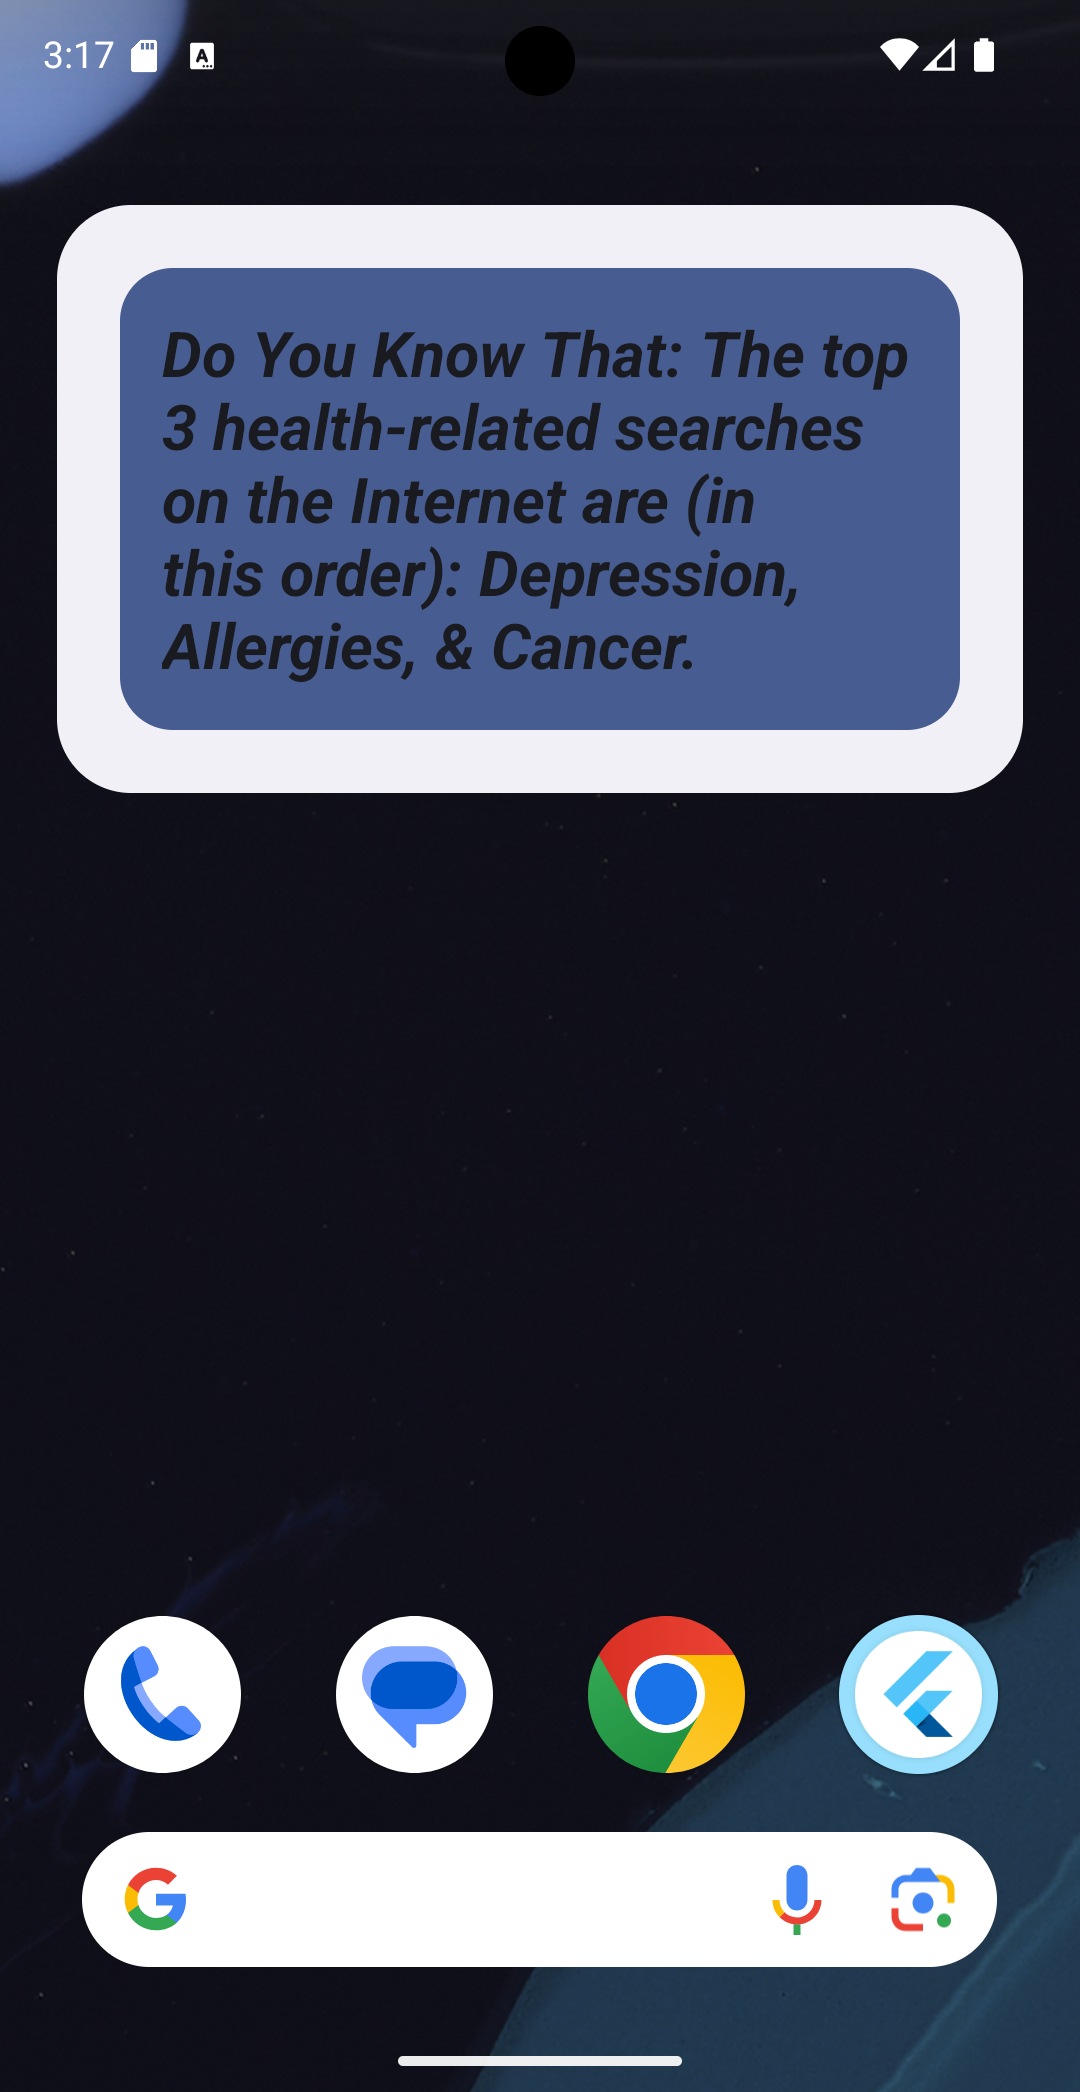 3:17
Do You Know That: The top
3 health-related searches
on the Internet are (in
this order): Depression,
Allergies, & Cancer.